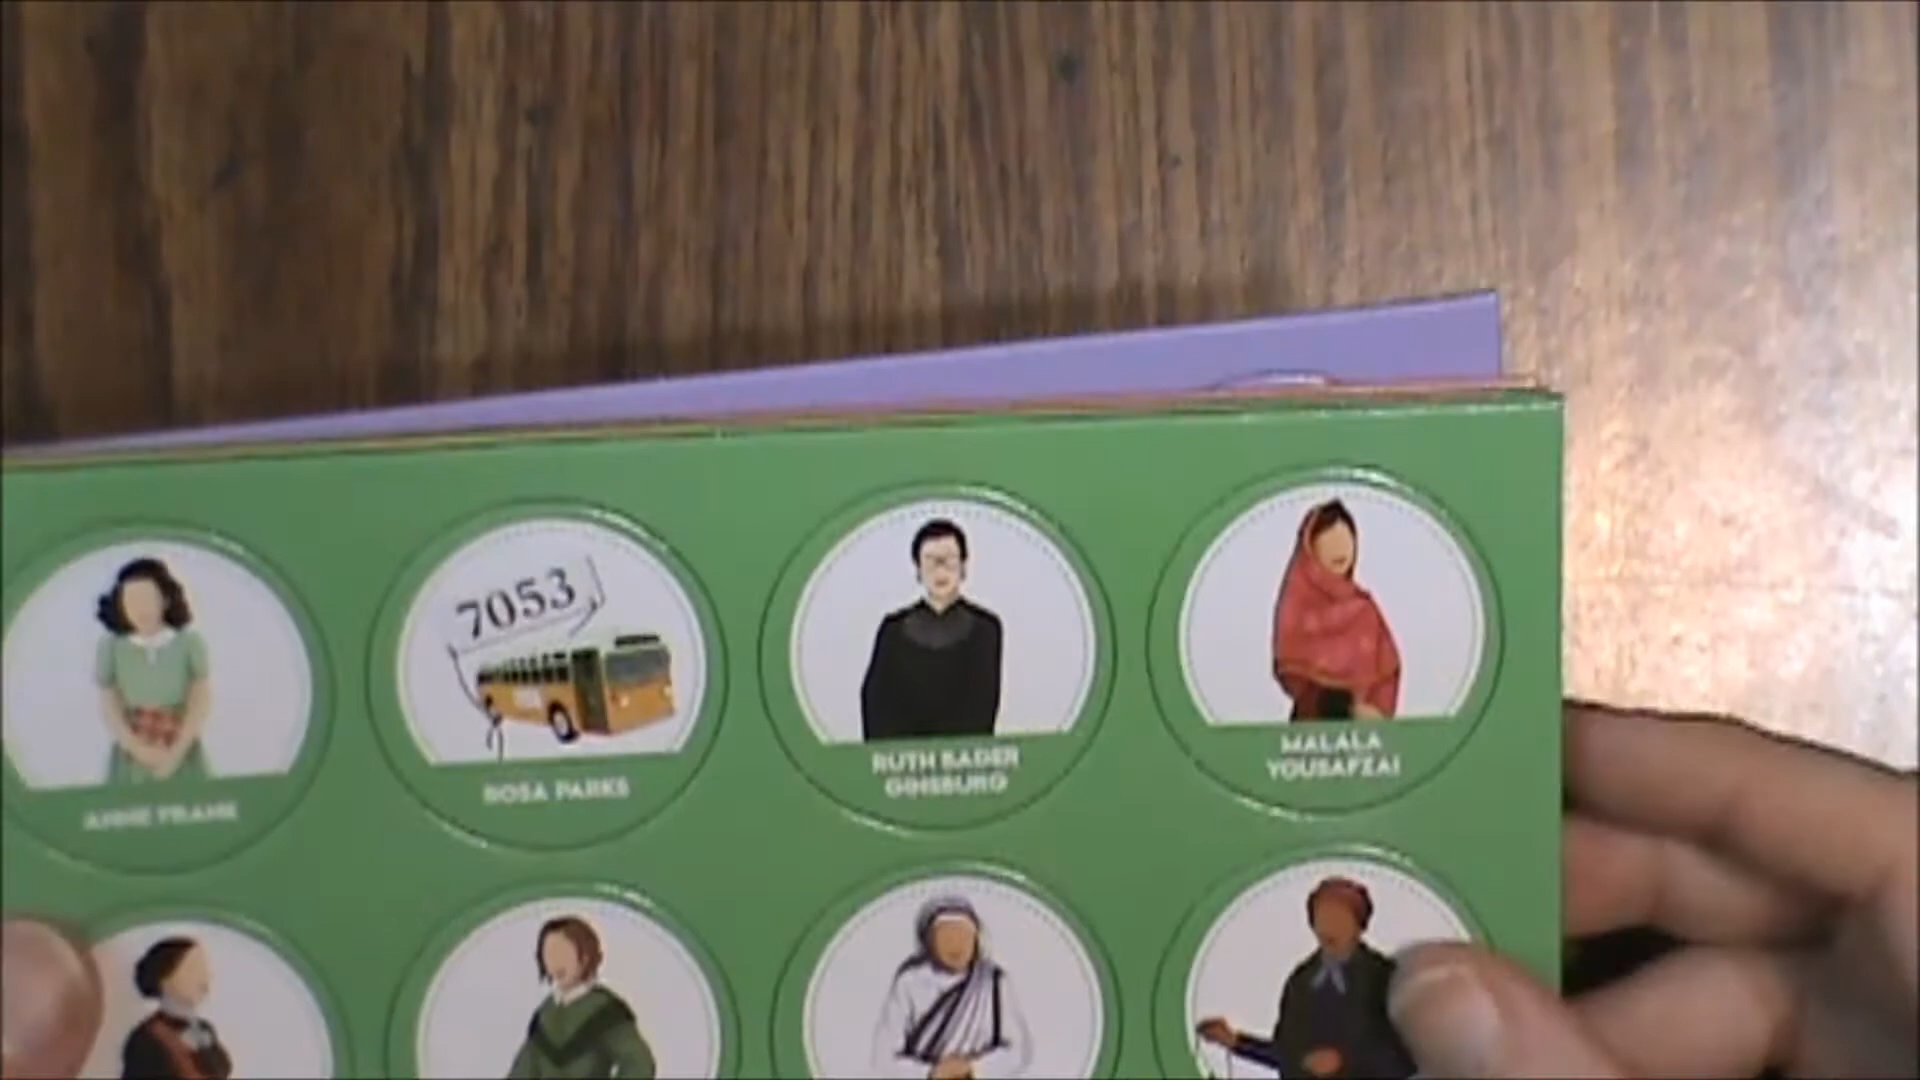 7053
ANNE FRANK
ROSA PARKS
RUTH BADER
GINSBURG
MALALA
YOUSAFZAI